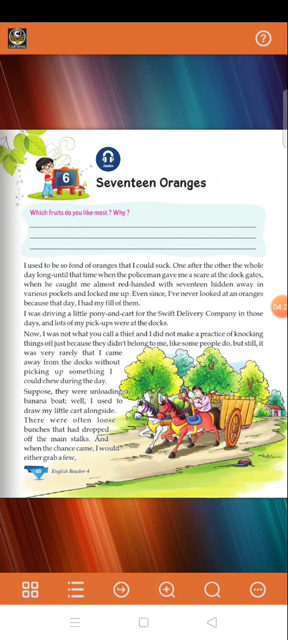 6
Audio
Seventeen Oranges
Which fruits do you like most ? Why ?
I used to be so fond of oranges that I could suck. One after the other the whole
day long-until that time when the policeman gave me a scare at the dock gates,
when he caught me almost red-handed with seventeen hidden away in
various pockets and locked me up. Even since, I've never looked at an oranges
because that day, I had my fill of them.
I was driving a little pony-and-cart for the Swift Delivery Company in those
days, and lots of my pick-ups were at the docks.
Now, I was not what you call a thief and I did not make a practice of knocking
things off just because they didn't belong to me, like some people do, but still, it
was very rarely that I came
away from the docks without
picking up something I
could chew during the day.
Suppose, they were unloading
banana boat; well, I used to
draw my little cart alongside.
There were often loose
bunches that had dropped
off the main stalks. And
when the chance came, I would
either grab a few,
English Reader-4